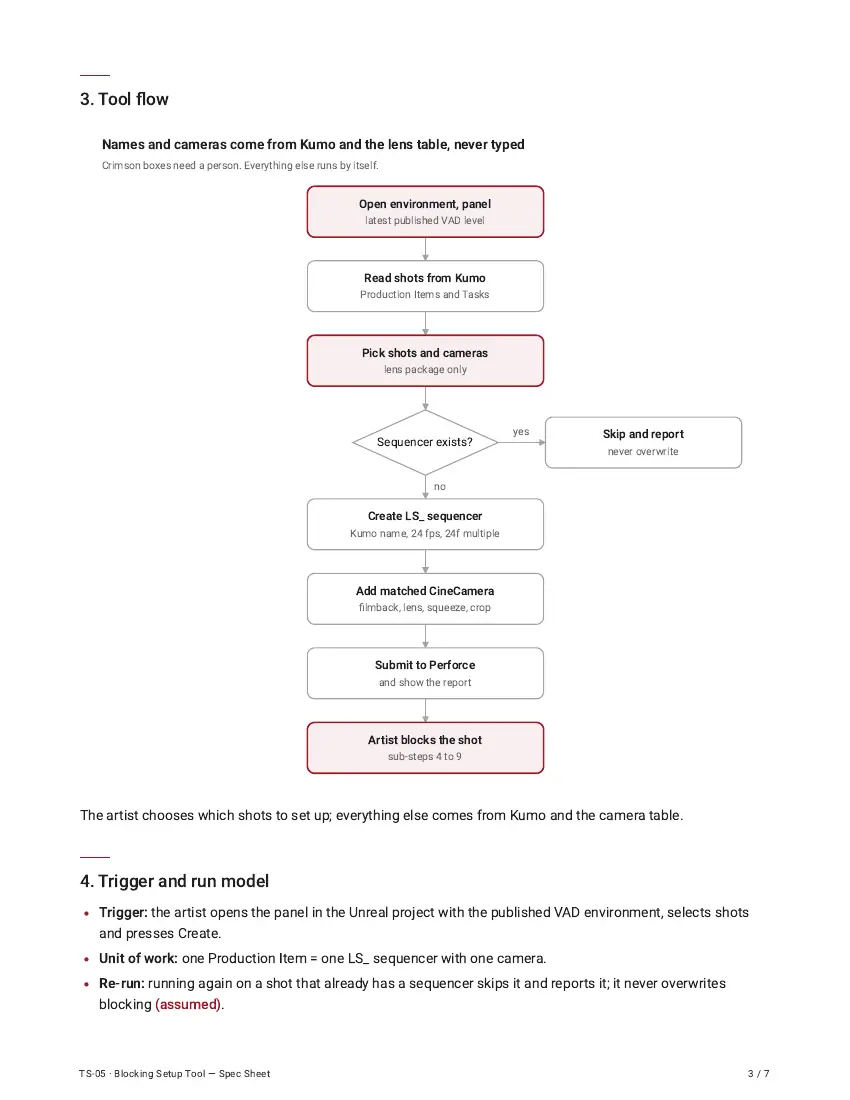 3. Tool flow
Names and cameras come from Kumo and the lens table, never typed
Crimson boxes need a person. Everything else runs by itself.
Open environment, panel
latest published VAD level
Read shots from Kumo
Production Items and Tasks
Pick shots and cameras
lens package only
Sequencer exists?
yes
Skip and report
never overwrite
no
Create LS_ sequencer
Kumo name, 24 fps, 24f multiple
Add matched CineCamera
filmback, lens, squeeze, crop
Submit to Perforce
and show the report
Artist blocks the shot
sub-steps 4 to 9
The artist chooses which shots to set up; everything else comes from Kumo and the camera table.
4. Trigger and run model
• Trigger: the artist opens the panel in the Unreal project with the published VAD environment, selects shots
and presses Create.
• Unit of work: one Production Item = one LS_ sequencer with one camera.
• Re-run: running again on a shot that already has a sequencer skips it and reports it; it never overwrites
blocking (assumed).
TS-05 · Blocking Setup Tool — Spec Sheet
3 / 7